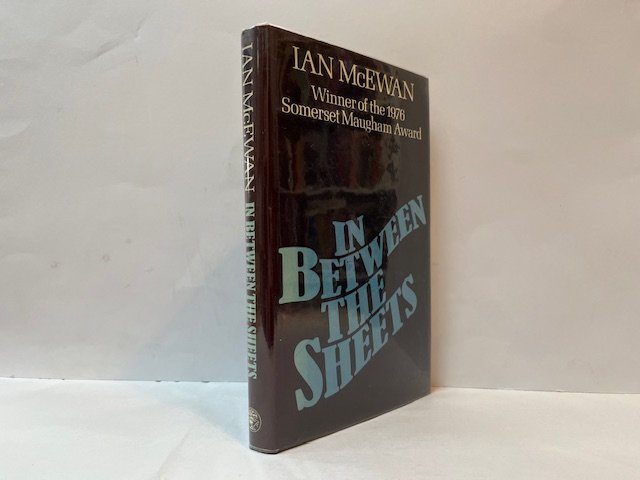 IAN McEWAN
Winner of the 1976
Somerset Maugham Award
IN
BETWEEN
THE
SHEETS
IAN McEWAN IN BETWEEN THE SHEETS